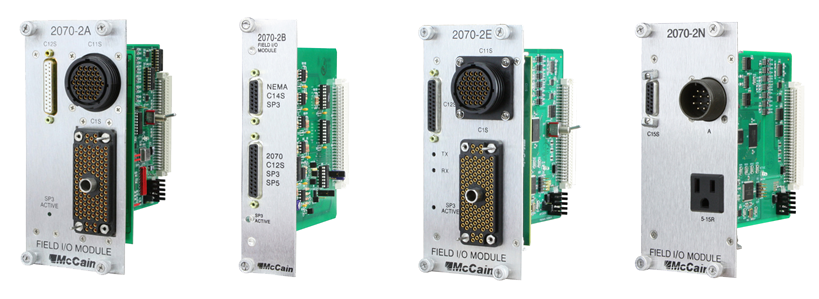 2070-2A
C12S
C11S
C1S
SP3
ACTIVE
FIELD I/O MODULE
McCain
2070-2B
FIELD I/O
MODULE
NEMA
C14S
SP3
2070
C12S
SP3
SP5
SP5
ACTIVE
McCain
2070-2E
C11S
C12S
C1S
TX
RX
SP3
ACTIVE
FIELD I/O MODULE
McCain
2070-2N
C15S
A
5-15R
FIELD I/O MODULE
McCain